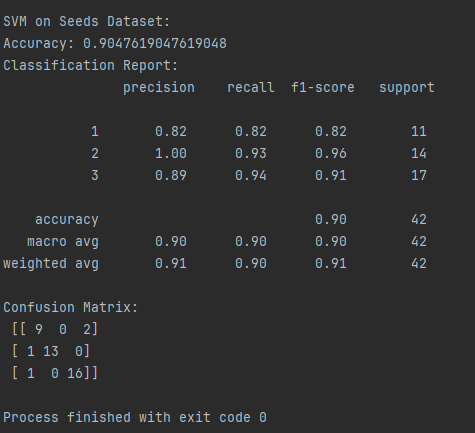 SVM on Seeds Dataset:
Accuracy: 0.9047619047619048
Classification Report:
              precision    recall  f1-score   support

           1       0.82      0.82      0.82        11
           2       1.00      0.93      0.96        14
           3       0.89      0.94      0.91        17

    accuracy                           0.90        42
   macro avg       0.90      0.90      0.90        42
weighted avg       0.91      0.90      0.91        42

Confusion Matrix:
 [[ 9  0  2]
 [ 1 13  0]
 [ 1  0 16]]

Process finished with exit code 0